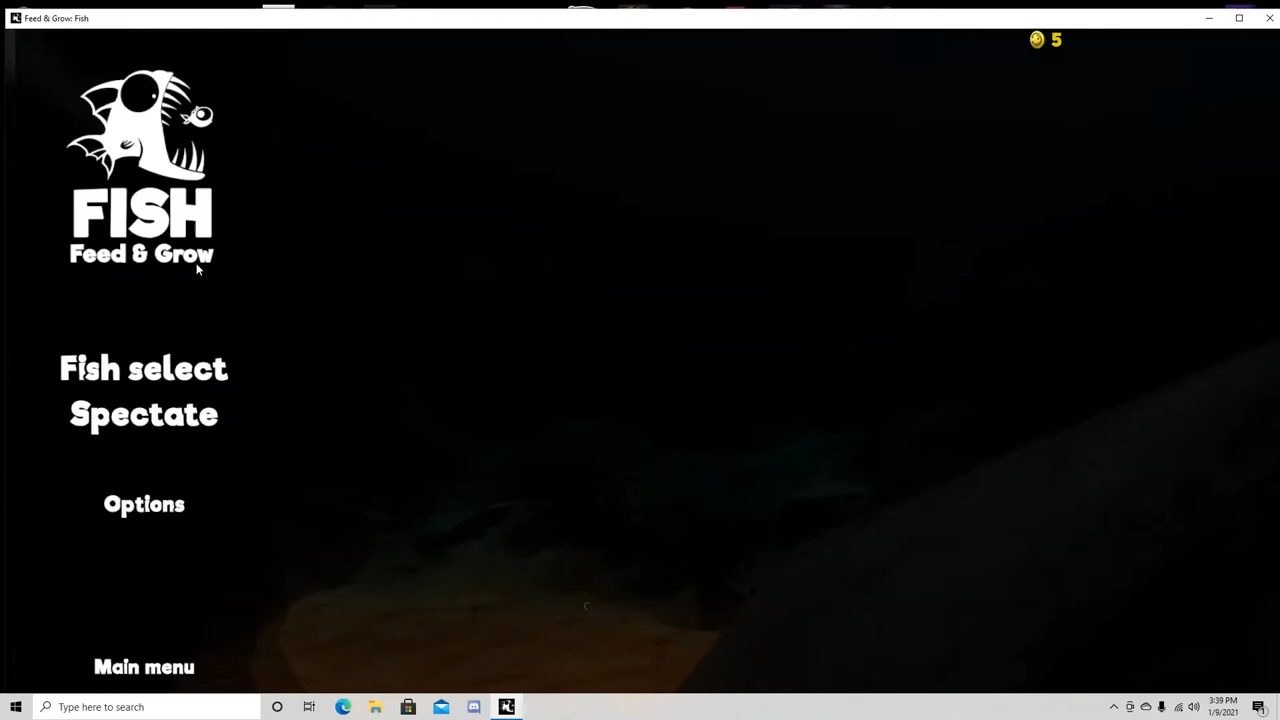 Feed & Grow: Fish
5
FISH
Feed & Grow
Fish select
Spectate
Options
Main menu
Type here to search
3:39 PM
1/9/2021
1